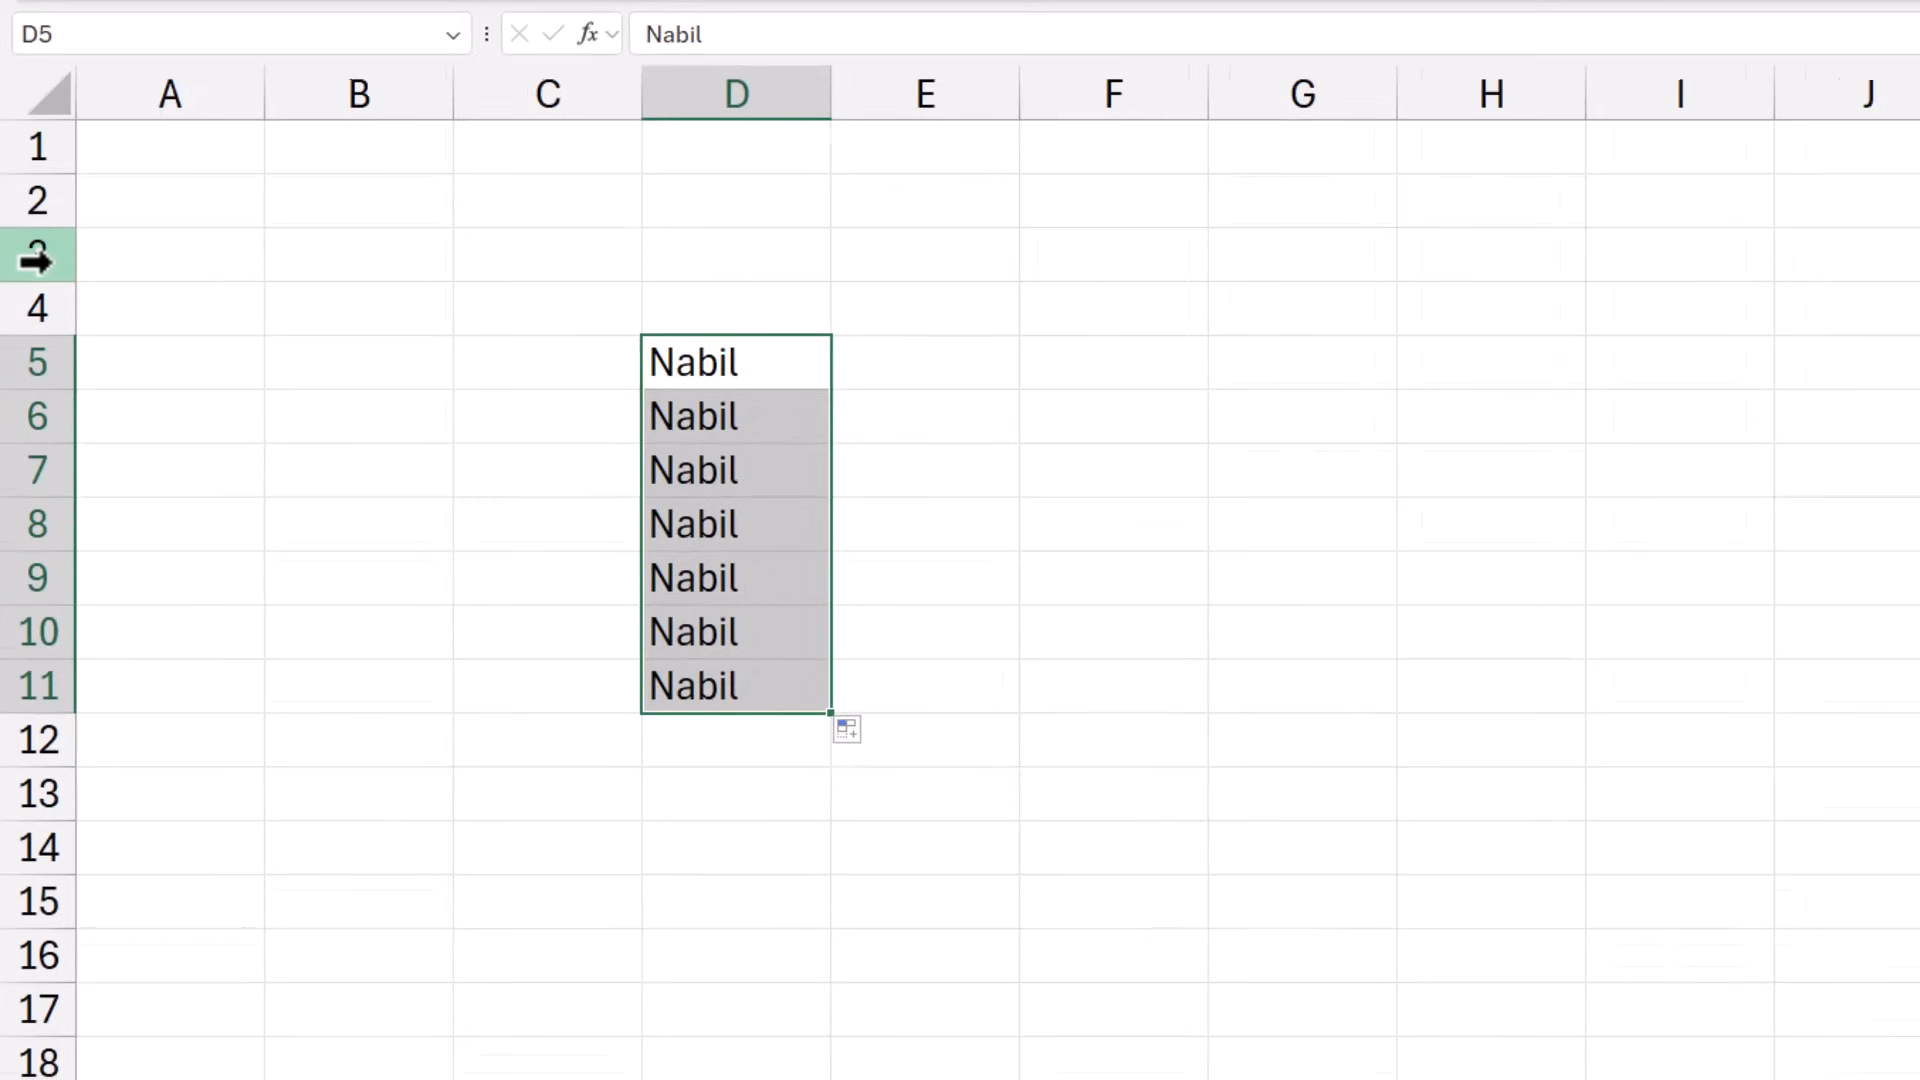 D5 fx Nabil
A B C D E F G H I J
1
2
3
4
5 Nabil
6 Nabil
7 Nabil
8 Nabil
9 Nabil
10 Nabil
11 Nabil
12
13
14
15
16
17
18